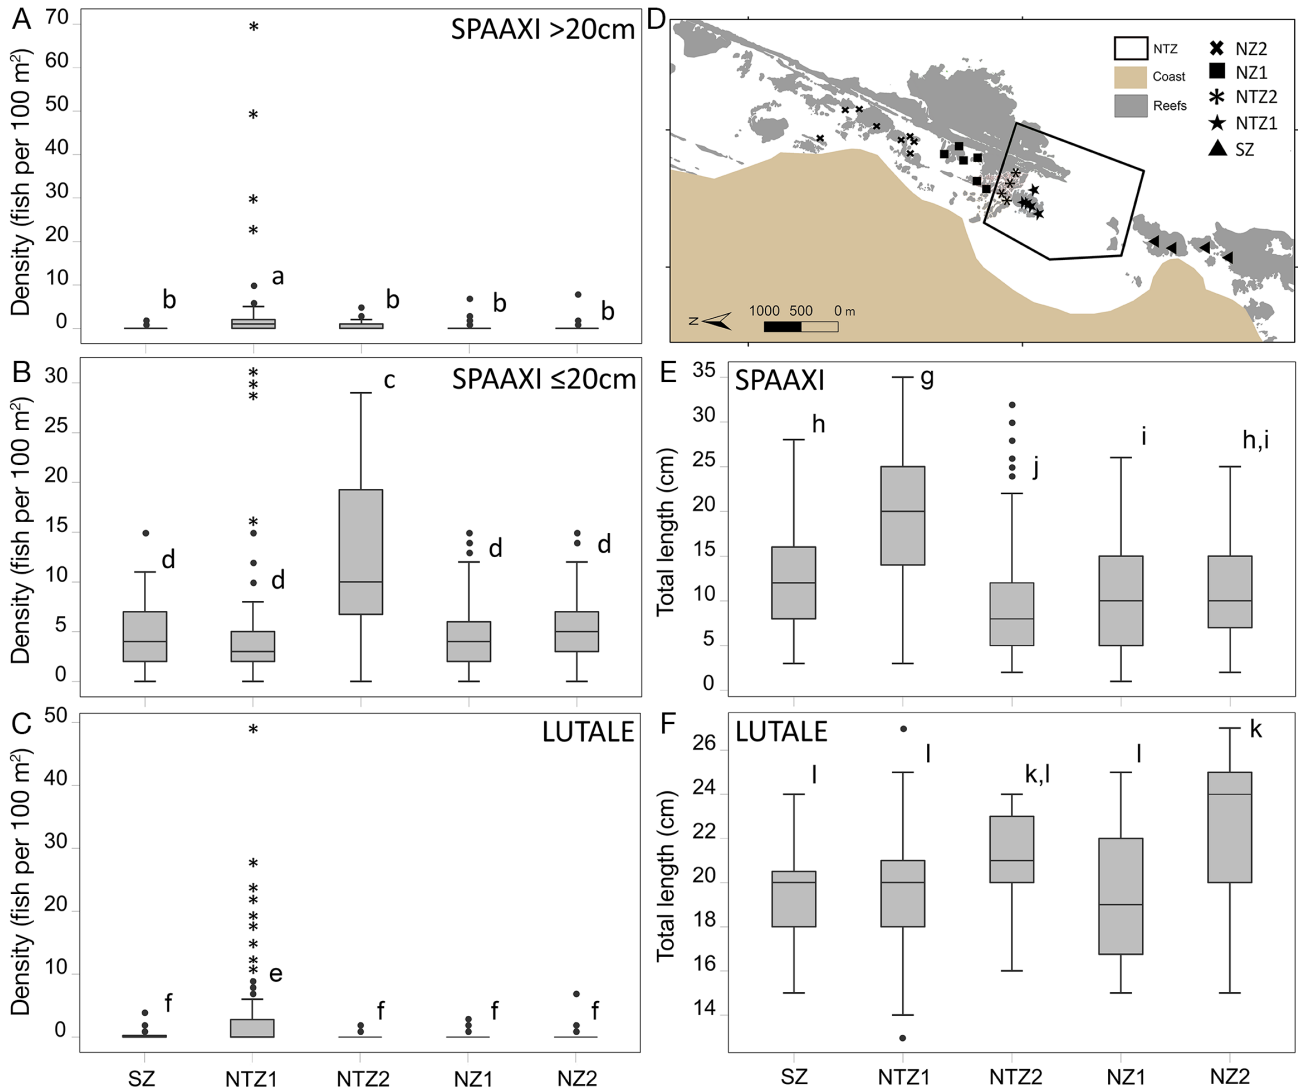 A
SPAAXI >20cm
Density (fish per 100 m²)
70
60
50
40
30
20
10
0
b
a
b
b
b
B
SPAAXI ≤20cm
Density (fish per 100 m²)
30
25
20
15
10
5
0
d
d
c
d
d
C
LUTALE
Density (fish per 100 m²)
50
40
30
20
10
0
f
e
f
f
f
SZ NTZ1 NTZ2 NZ1 NZ2
D
NTZ
Coast
Reefs
NZ2
NZ1
NTZ2
NTZ1
SZ
N
1000 500 0 m
E
SPAAXI
Total length (cm)
35
30
25
20
15
10
5
0
h
g
j
i
h,i
F
LUTALE
Total length (cm)
26
24
22
20
18
16
14
l
l
k,l
l
k
SZ NTZ1 NTZ2 NZ1 NZ2